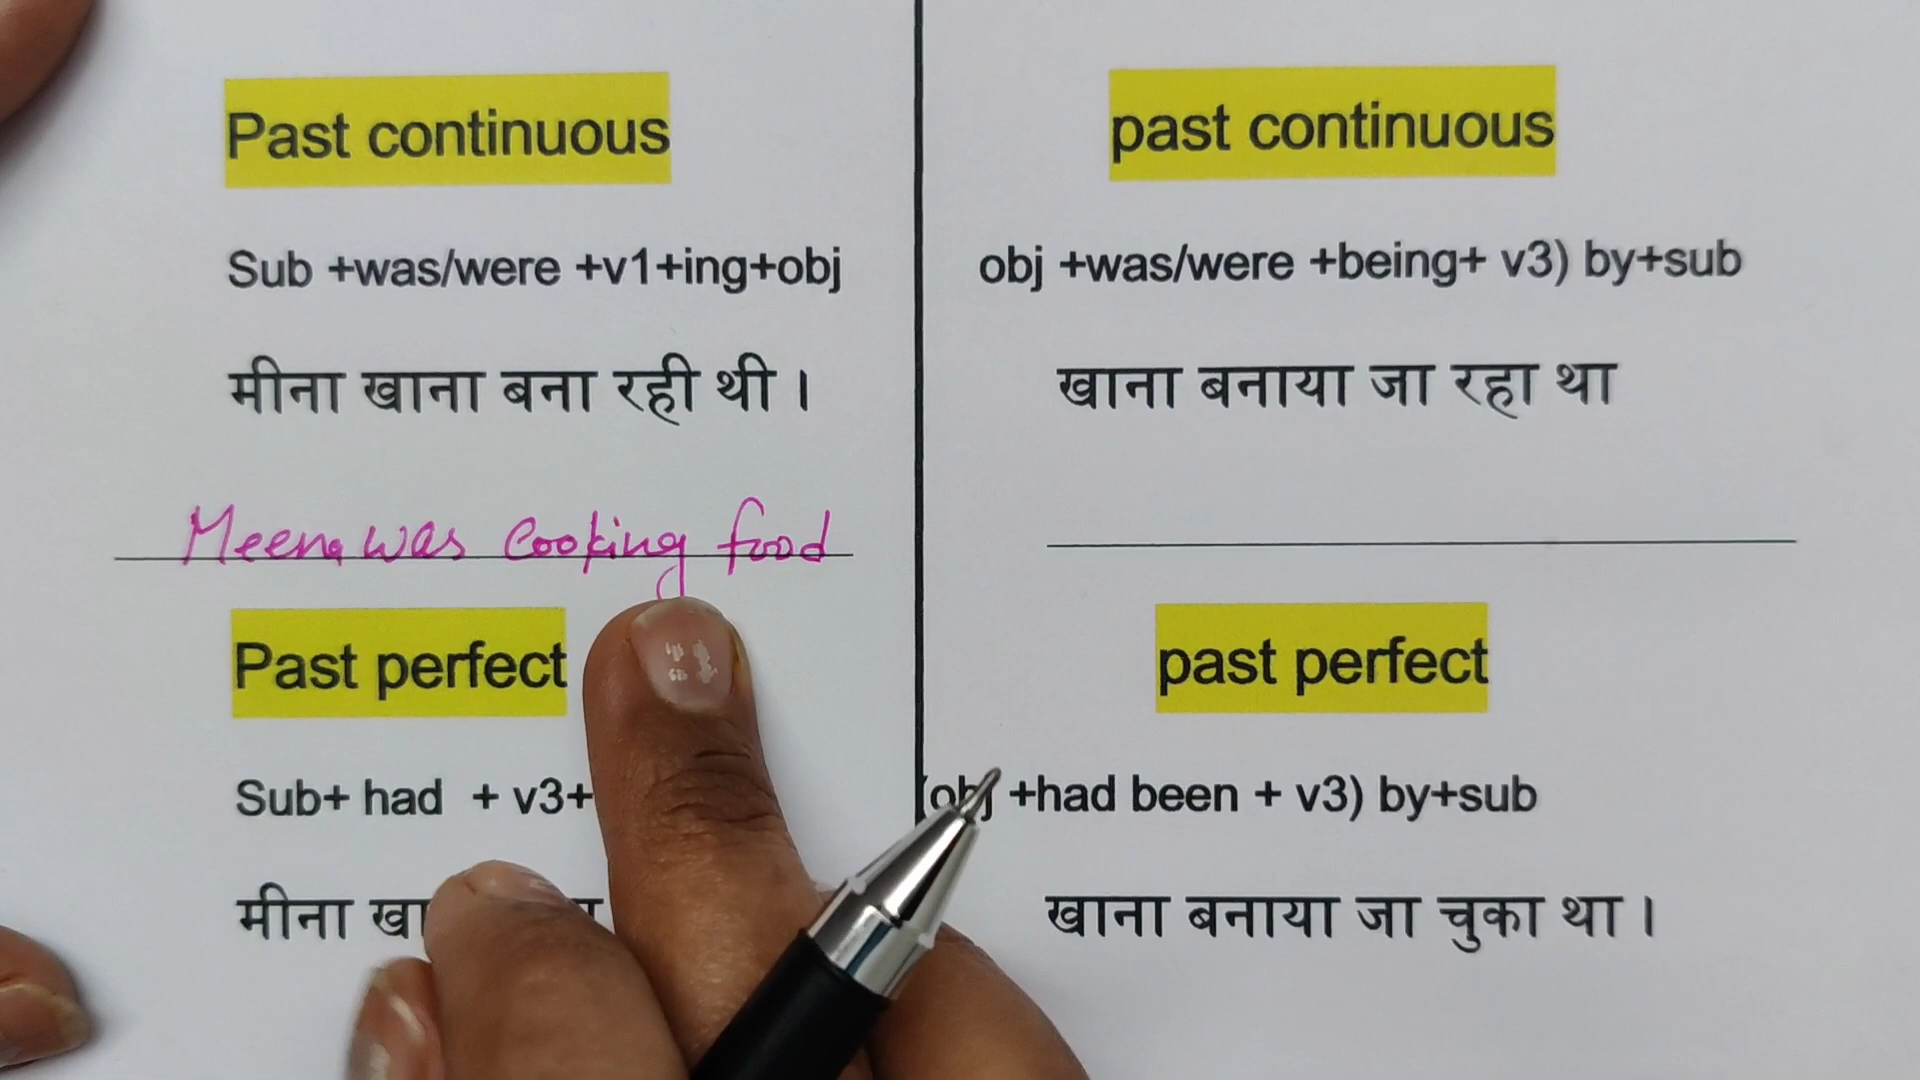 Past continuous
Sub +was/were +v1+ing+obj
मीना खाना बना रही थी ।
Meena was cooking food
Past perfect
Sub+ had + v3+
मीना
past continuous
obj +was/were +being+ v3) by+sub
खाना बनाया जा रहा था
past perfect
(obj +had been + v3) by+sub
खाना बनाया जा चुका था ।